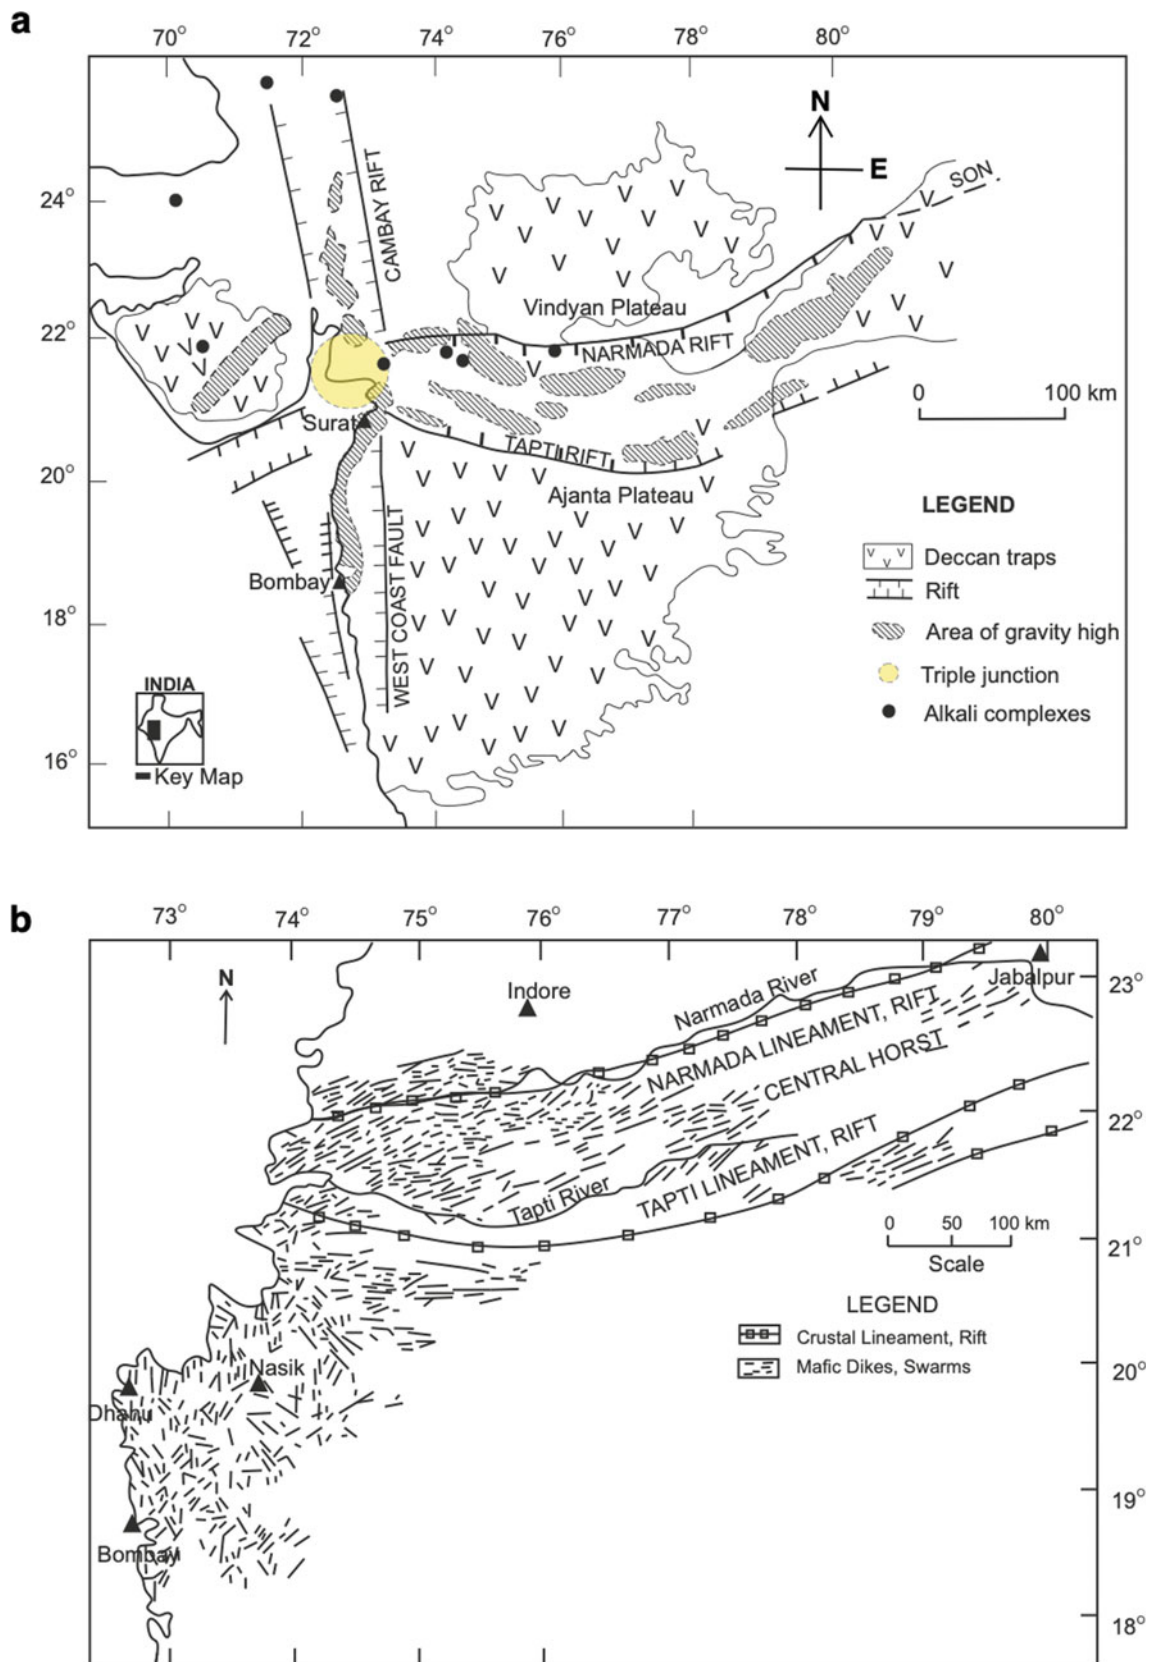 a
70° 72° 74° 76° 78° 80°
N
E
24°
22°
20°
18°
16°
CAMBAY RIFT
SON
Vindyan Plateau
NARMADA RIFT
0 100 km
Surat
TAPTI RIFT
Ajanta Plateau
LEGEND
Deccan traps
Rift
Area of gravity high
Triple junction
Alkali complexes
Bombay
WEST COAST FAULT
INDIA
Key Map
b
73° 74° 75° 76° 77° 78° 79° 80°
N
Indore
Narmada River
Jabalpur
23°
NARMADA LINEAMENT, RIFT
CENTRAL HORST
22°
TAPTI LINEAMENT, RIFT
Tapti River
0 50 100 km
Scale
21°
LEGEND
Crustal Lineament, Rift
Mafic Dikes, Swarms
20°
Nasik
Dhanu
19°
Bombay
18°